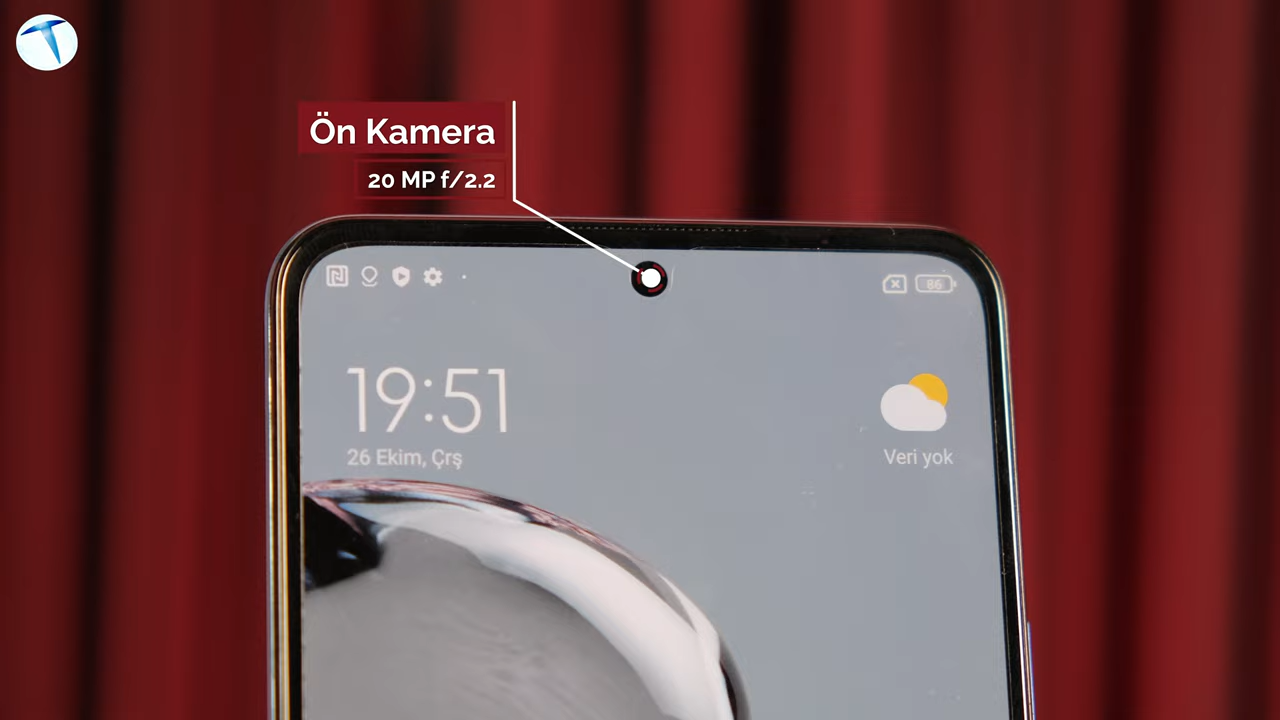 Ön Kamera
20 MP f/2.2
86
19:51
26 Ekim, Çrş
Veri yok